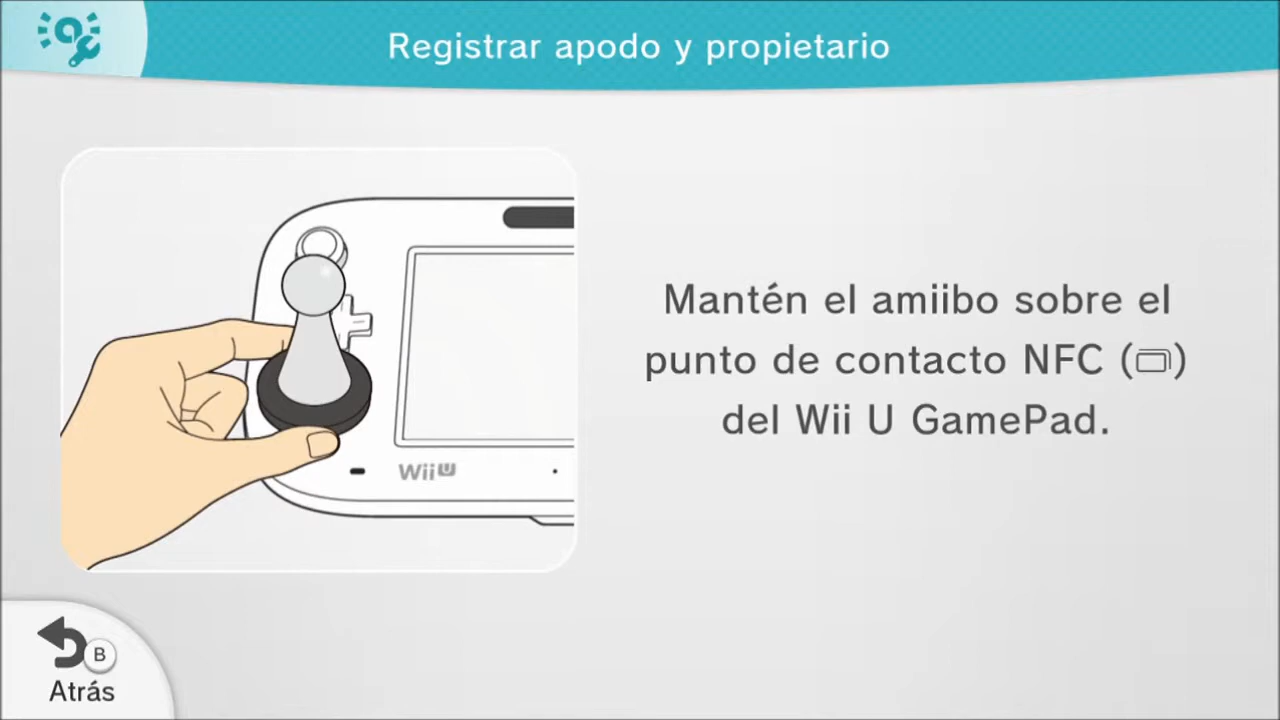 Registrar apodo y propietario
Mantén el amiibo sobre el
punto de contacto NFC ( )
del Wii U GamePad.
Wii U
B
Atrás